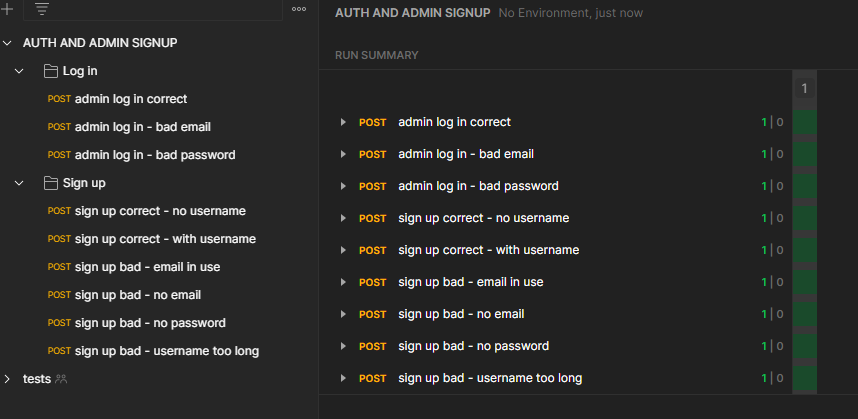 AUTH AND ADMIN SIGNUP
Log in
POST admin log in correct
POST admin log in - bad email
POST admin log in - bad password
Sign up
POST sign up correct - no username
POST sign up correct - with username
POST sign up bad - email in use
POST sign up bad - no email
POST sign up bad - no password
POST sign up bad - username too long
tests
AUTH AND ADMIN SIGNUP No Environment, just now
RUN SUMMARY
1
POST admin log in correct 1 | 0
POST admin log in - bad email 1 | 0
POST admin log in - bad password 1 | 0
POST sign up correct - no username 1 | 0
POST sign up correct - with username 1 | 0
POST sign up bad - email in use 1 | 0
POST sign up bad - no email 1 | 0
POST sign up bad - no password 1 | 0
POST sign up bad - username too long 1 | 0